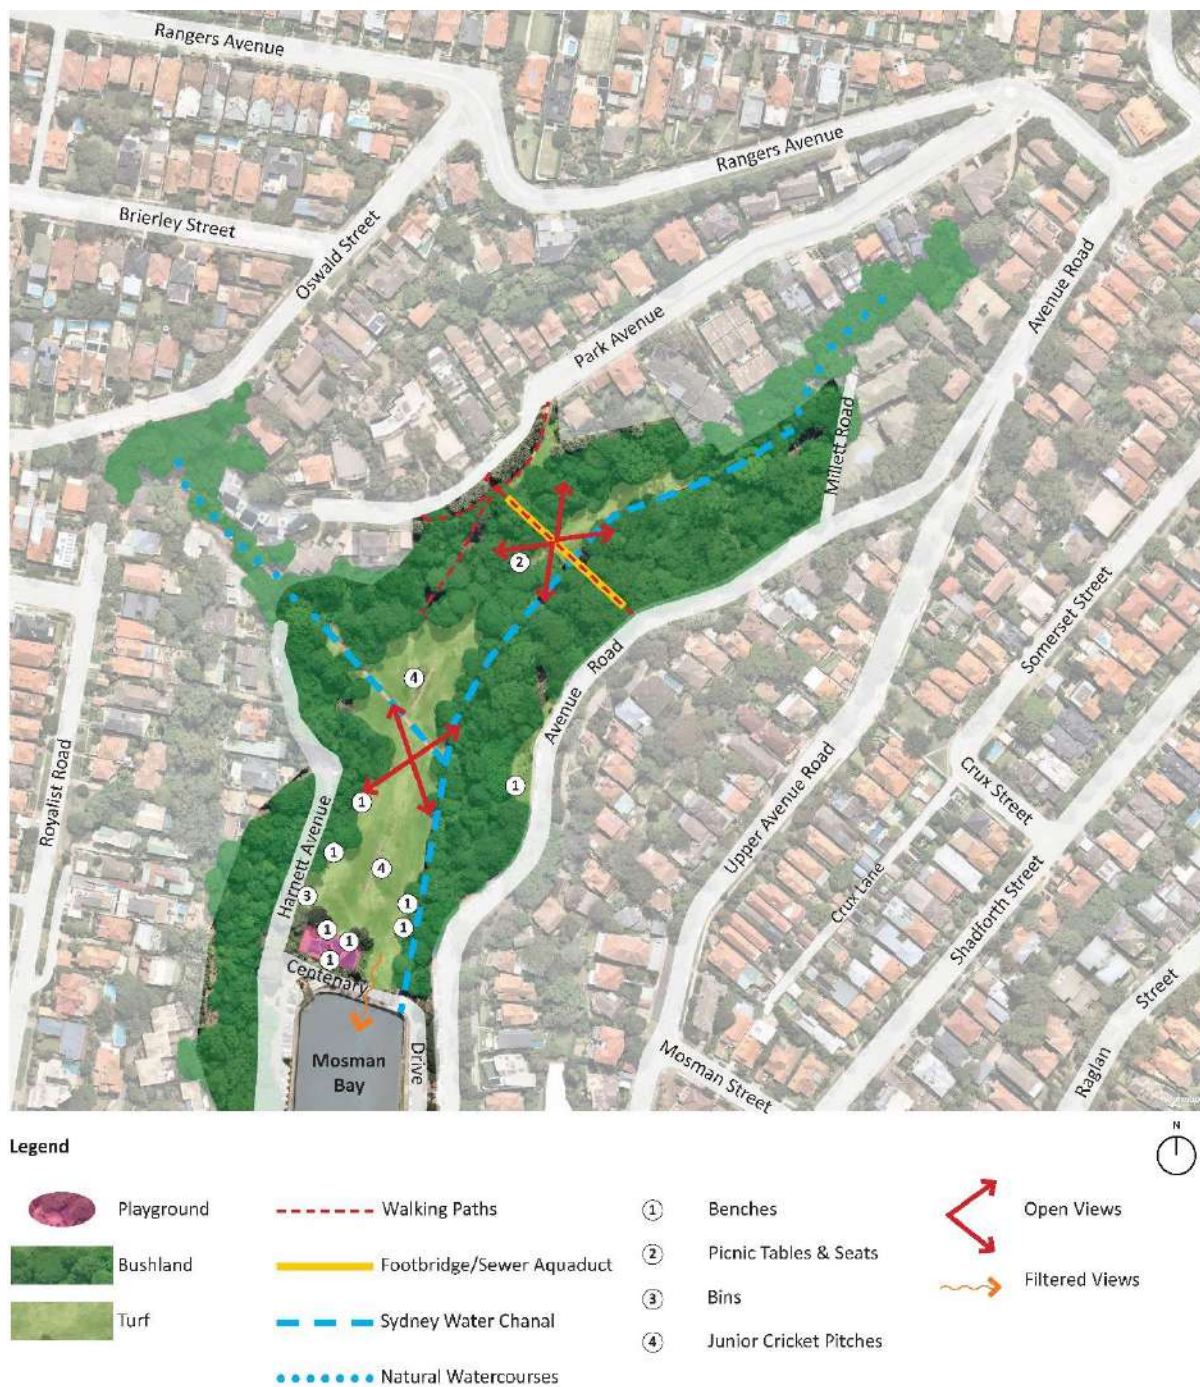 Rangers Avenue
Rangers Avenue
Brierley Street
Oswald Street
Avenue Road
Park Avenue
Millett Road
2
Somerset Street
Avenue
Road
4
Royalist Road
Harnett Avenue
1
1
Upper Avenue Road
Crux Street
1
4
3
1
1
Crux Lane
Shadforth Street
1
1
1
Centenary
Drive
Mosman
Bay
Mosman Street
Raglan
Street
N
Legend
Playground
Bushland
Turf
Walking Paths
Footbridge/Sewer Aquaduct
Sydney Water Chanal
Natural Watercourses
1 Benches
2 Picnic Tables & Seats
3 Bins
4 Junior Cricket Pitches
Open Views
Filtered Views